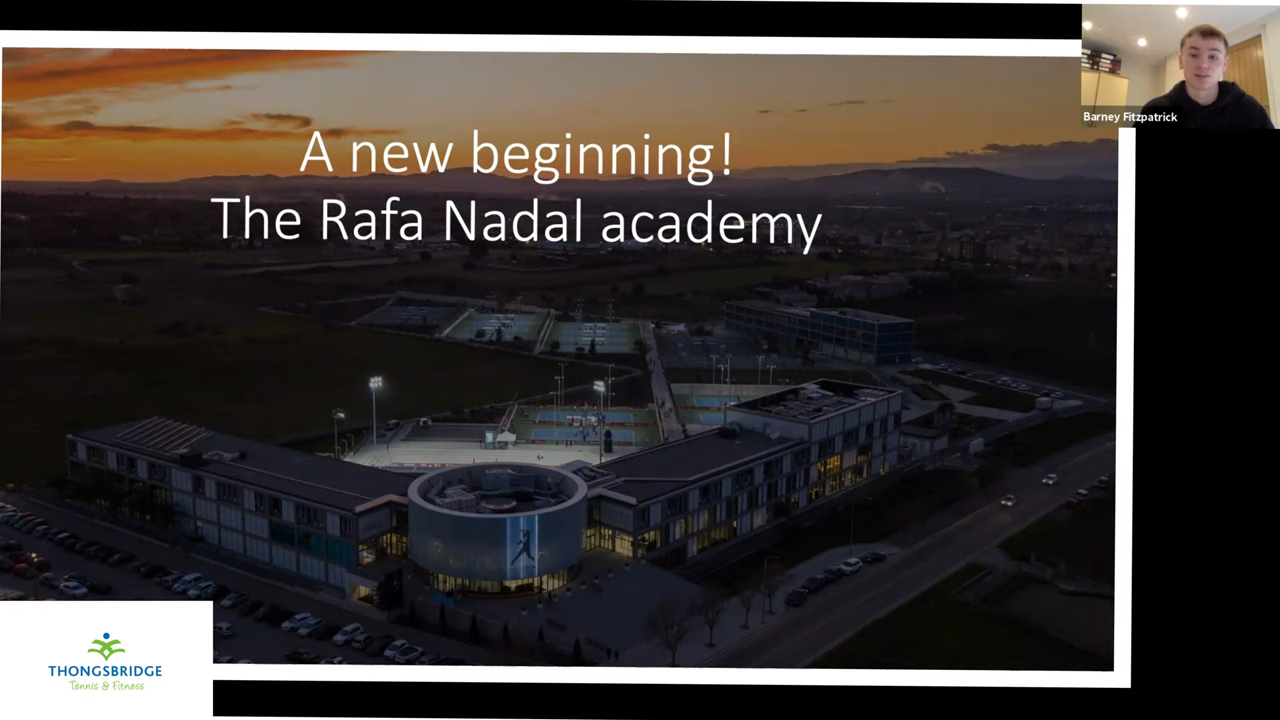 A new beginning!
The Rafa Nadal academy
Barney Fitzpatrick
THONGSBRIDGE
Tennis & Fitness